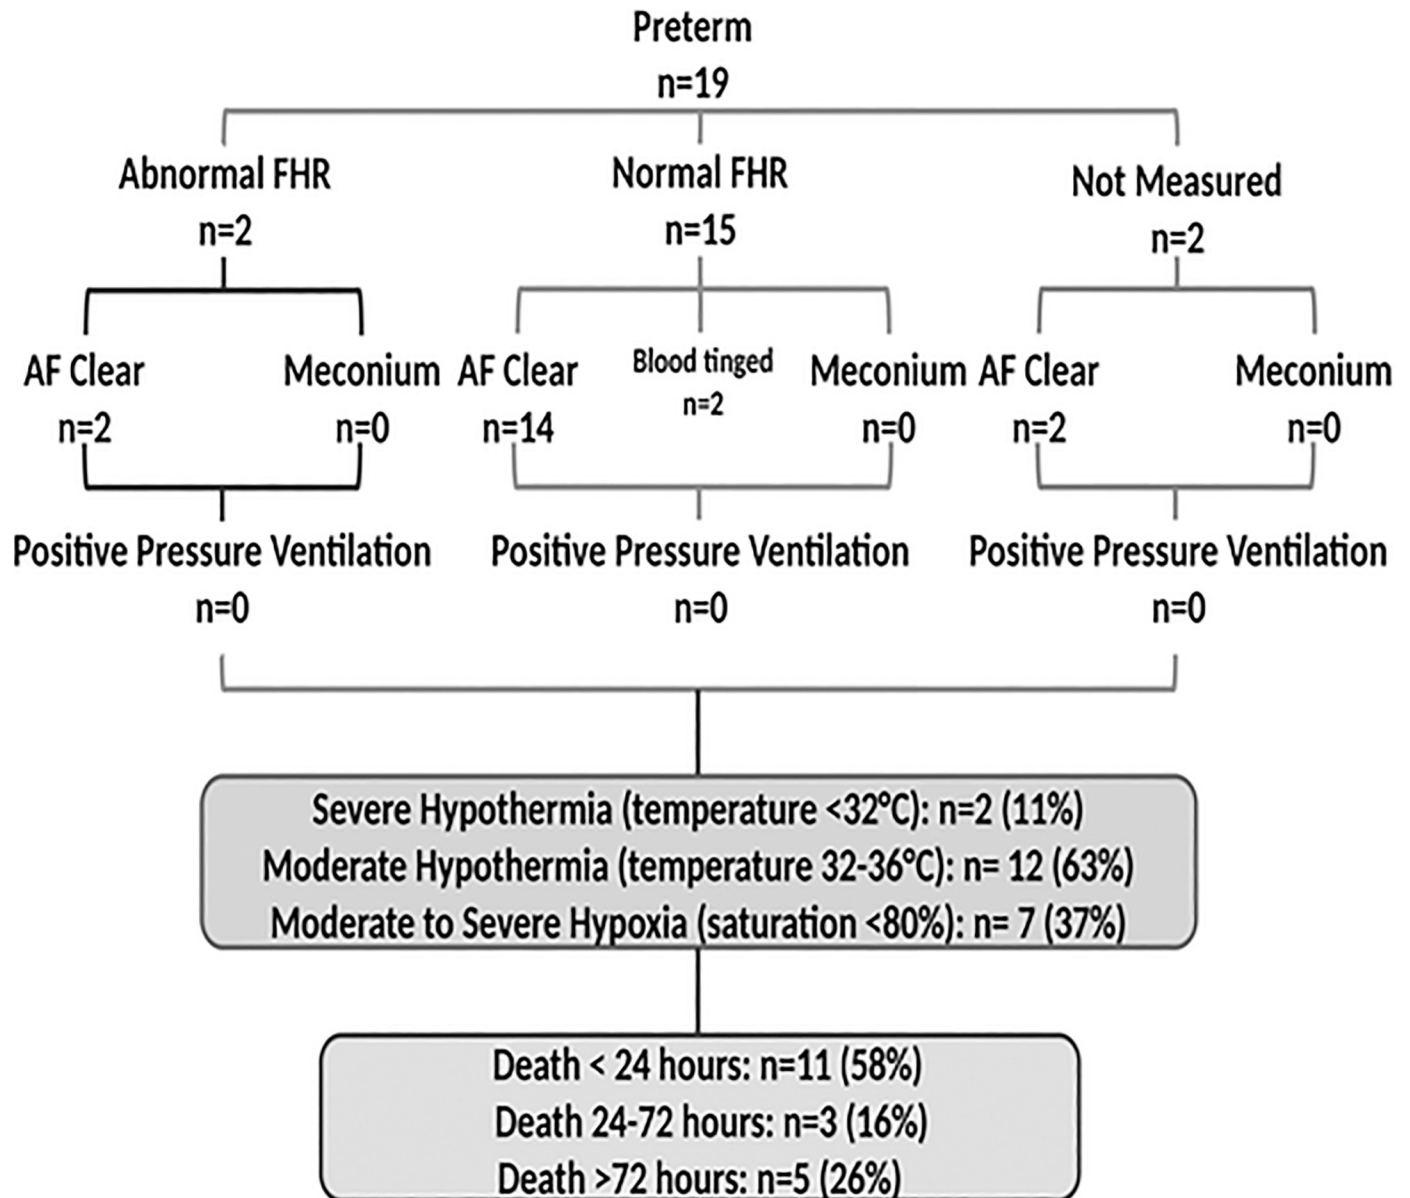 Preterm
n=19
Abnormal FHR
n=2
Normal FHR
n=15
Not Measured
n=2
AF Clear
n=2
Meconium
n=0
AF Clear
n=14
Blood tinged
n=2
Meconium
n=0
AF Clear
n=2
Meconium
n=0
Positive Pressure Ventilation
n=0
Positive Pressure Ventilation
n=0
Positive Pressure Ventilation
n=0
Severe Hypothermia (temperature <32°C): n=2 (11%)
Moderate Hypothermia (temperature 32-36°C): n= 12 (63%)
Moderate to Severe Hypoxia (saturation <80%): n= 7 (37%)
Death < 24 hours: n=11 (58%)
Death 24-72 hours: n=3 (16%)
Death >72 hours: n=5 (26%)